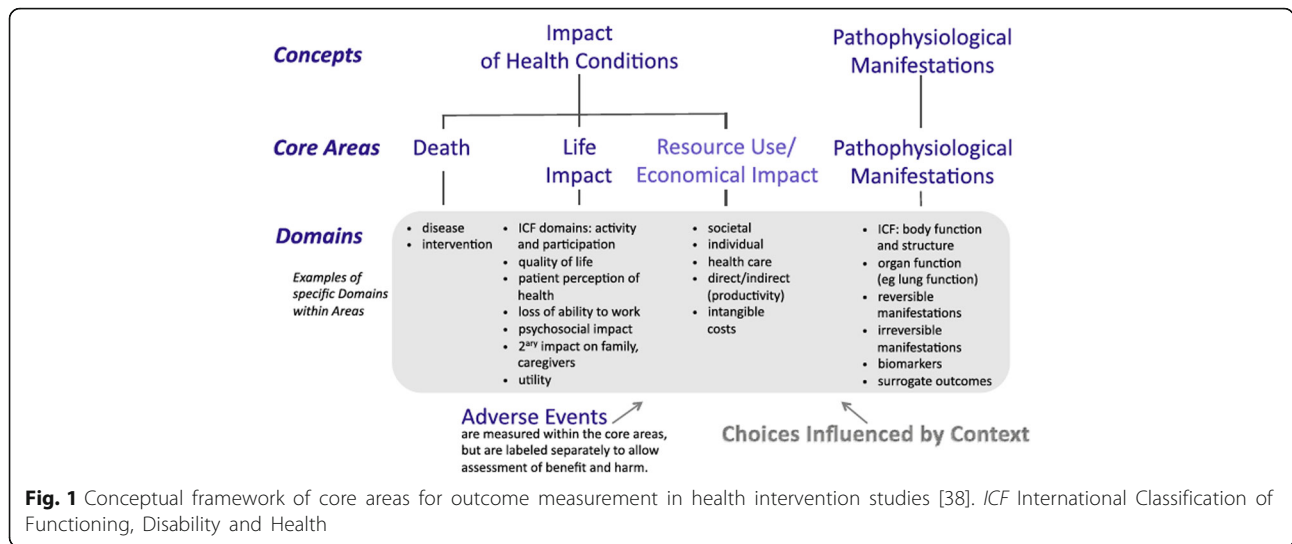 Concepts
Impact
of Health Conditions
Pathophysiological
Manifestations
Core Areas
Death
Life
Impact
Resource Use/
Economical Impact
Pathophysiological
Manifestations
Domains
Examples of
specific Domains
within Areas
• disease
• intervention
• ICF domains: activity
and participation
• quality of life
• patient perception of
health
• loss of ability to work
• psychosocial impact
• 2ary impact on family,
caregivers
• utility
• societal
• individual
• health care
• direct/indirect
(productivity)
• intangible
costs
• ICF: body function
and structure
• organ function
(eg lung function)
• reversible
manifestations
• irreversible
manifestations
• biomarkers
• surrogate outcomes
Adverse Events
are measured within the core areas,
but are labeled separately to allow
assessment of benefit and harm.
Choices Influenced by Context
Fig. 1 Conceptual framework of core areas for outcome measurement in health intervention studies [38]. ICF International Classification of
Functioning, Disability and Health